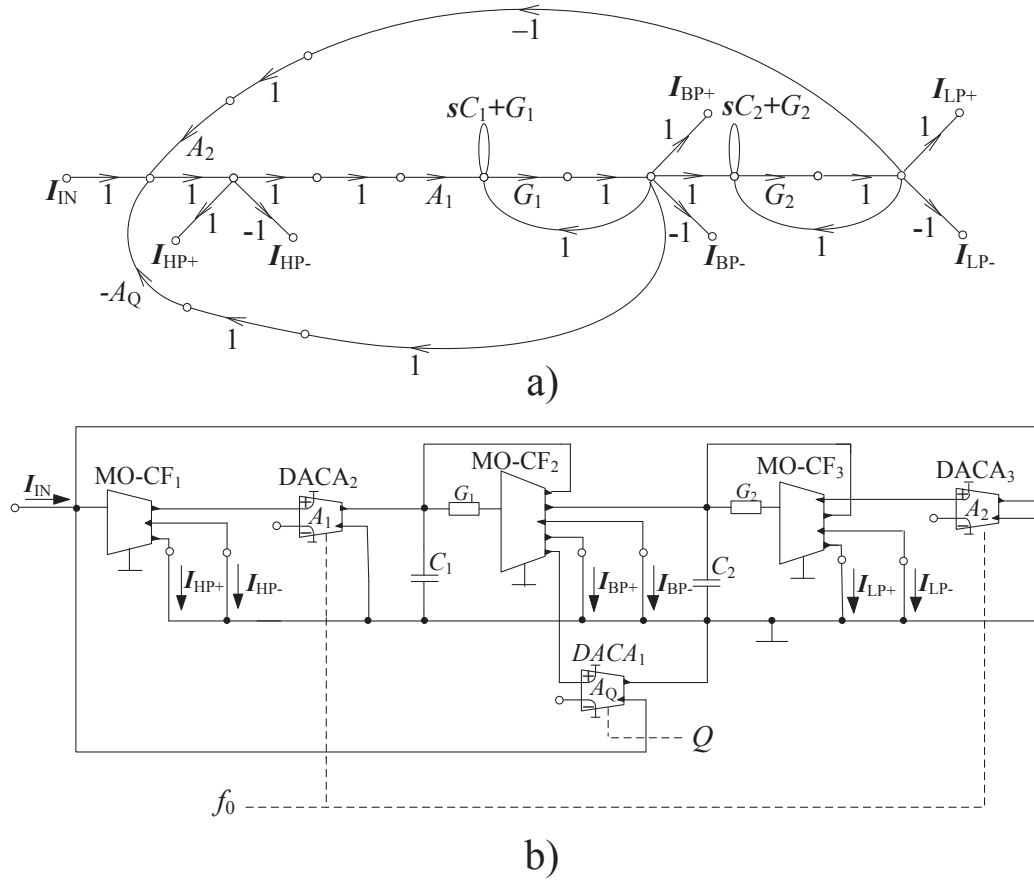 –1
1
1
A2
sC1+G1
IBP+
sC2+G2
ILP+
1
1
IIN
1
1
1
1
A1
G1
1
1
G2
1
1
-1
IHP+
IHP-
1
-1
IBP-
1
-1
ILP-
-AQ
1
1
a)
IIN
MO-CF1
DACA2
MO-CF2
MO-CF3
DACA3
G1
G2
+
A1
–
+
A2
–
C1
C2
IHP+
IHP-
IBP+
IBP-
ILP+
ILP-
DACA1
+
AQ
–
Q
f0
b)